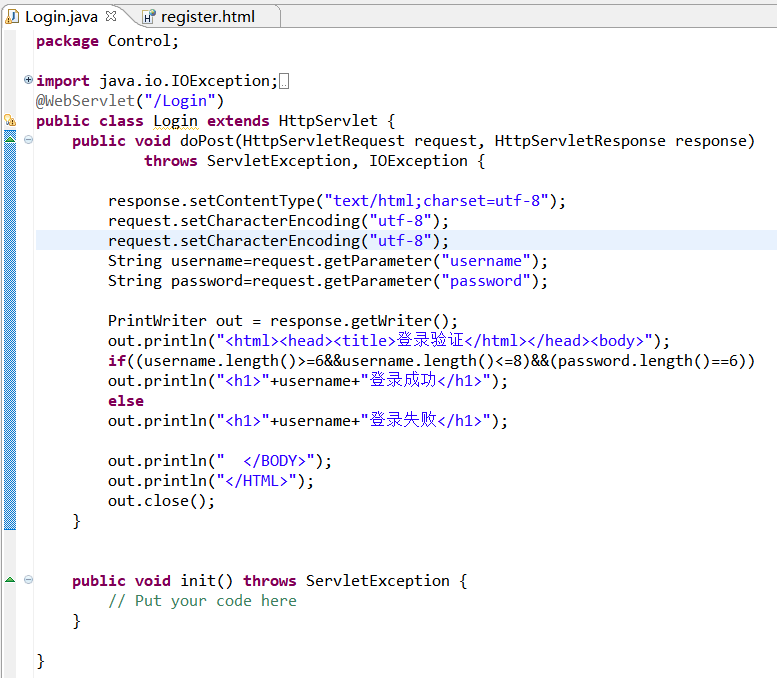 Login.java register.html
package Control;
import java.io.IOException;
@WebServlet("/Login")
public class Login extends HttpServlet {
public void doPost(HttpServletRequest request, HttpServletResponse response)
throws ServletException, IOException {
response.setContentType("text/html;charset=utf-8");
request.setCharacterEncoding("utf-8");
request.setCharacterEncoding("utf-8");
String username=request.getParameter("username");
String password=request.getParameter("password");
PrintWriter out = response.getWriter();
out.println("<html><head><title>登录验证</html></head><body>");
if((username.length()>=6&&username.length()<=8)&&(password.length()==6))
out.println("<h1>"+username+"登录成功</h1>");
else
out.println("<h1>"+username+"登录失败</h1>");
out.println("  </BODY>");
out.println("</HTML>");
out.close();
}
public void init() throws ServletException {
// Put your code here
}
}